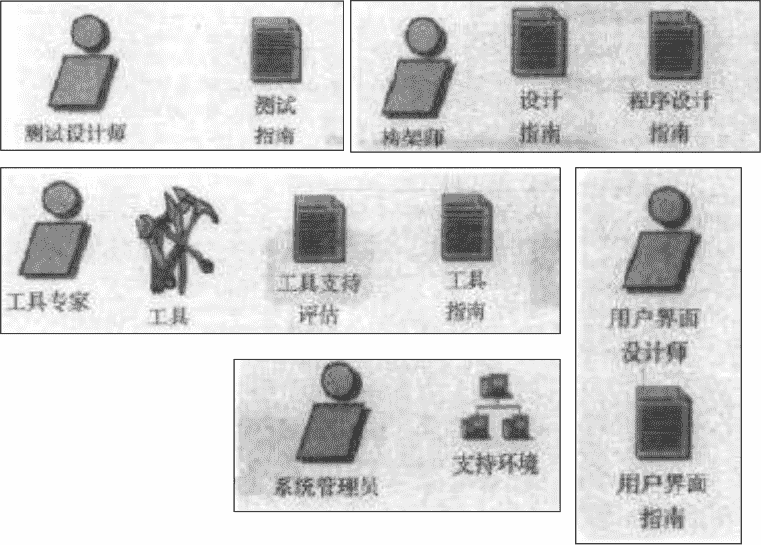 测试设计师
测试
指南
构架师
设计
指南
程序设计
指南
工具专家
工具
工具支持
评估
工具
指南
用户界面
设计师
用户界面
指南
系统管理员
支持环境